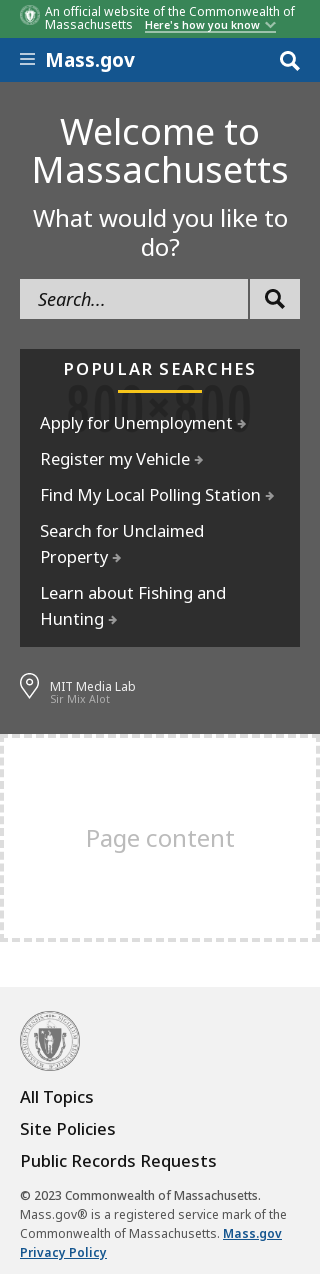 An official website of the Commonwealth of
Massachusetts Here's how you know
Mass.gov
Welcome to
Massachusetts
What would you like to
do?
Search...
POPULAR SEARCHES
800×800
Apply for Unemployment
Register my Vehicle
Find My Local Polling Station
Search for Unclaimed
Property
Learn about Fishing and
Hunting
MIT Media Lab
Sir Mix Alot
Page content
All Topics
Site Policies
Public Records Requests
© 2023 Commonwealth of Massachusetts.
Mass.gov® is a registered service mark of the
Commonwealth of Massachusetts. Mass.gov
Privacy Policy